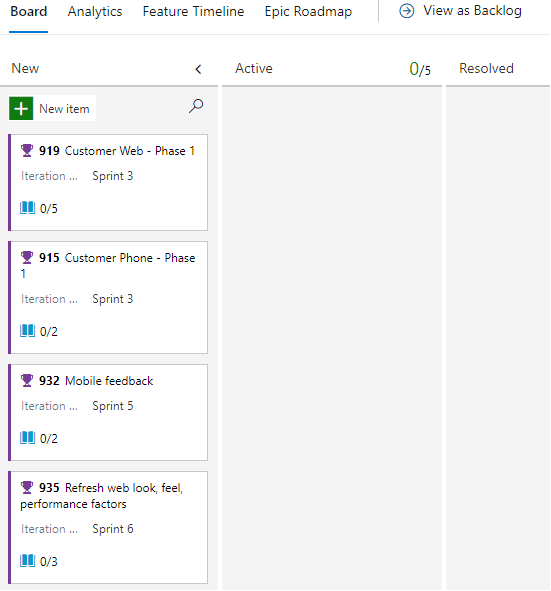 Board Analytics Feature Timeline Epic Roadmap View as Backlog
New Active 0/5 Resolved
New item
919 Customer Web - Phase 1
Iteration ... Sprint 3
0/5
915 Customer Phone - Phase
1
Iteration ... Sprint 3
0/2
932 Mobile feedback
Iteration ... Sprint 5
0/2
935 Refresh web look, feel,
performance factors
Iteration ... Sprint 6
0/3